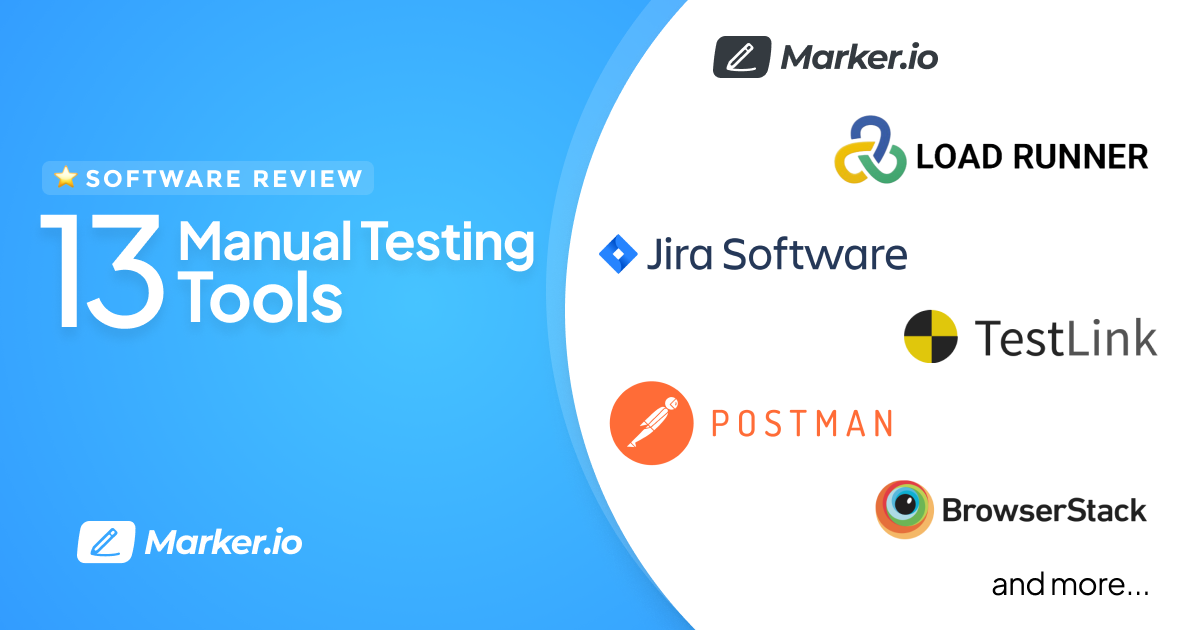 SOFTWARE REVIEW
13 Manual Testing
Tools
Marker.io
Marker.io
LOAD RUNNER
Jira Software
TestLink
POSTMAN
BrowserStack
and more...